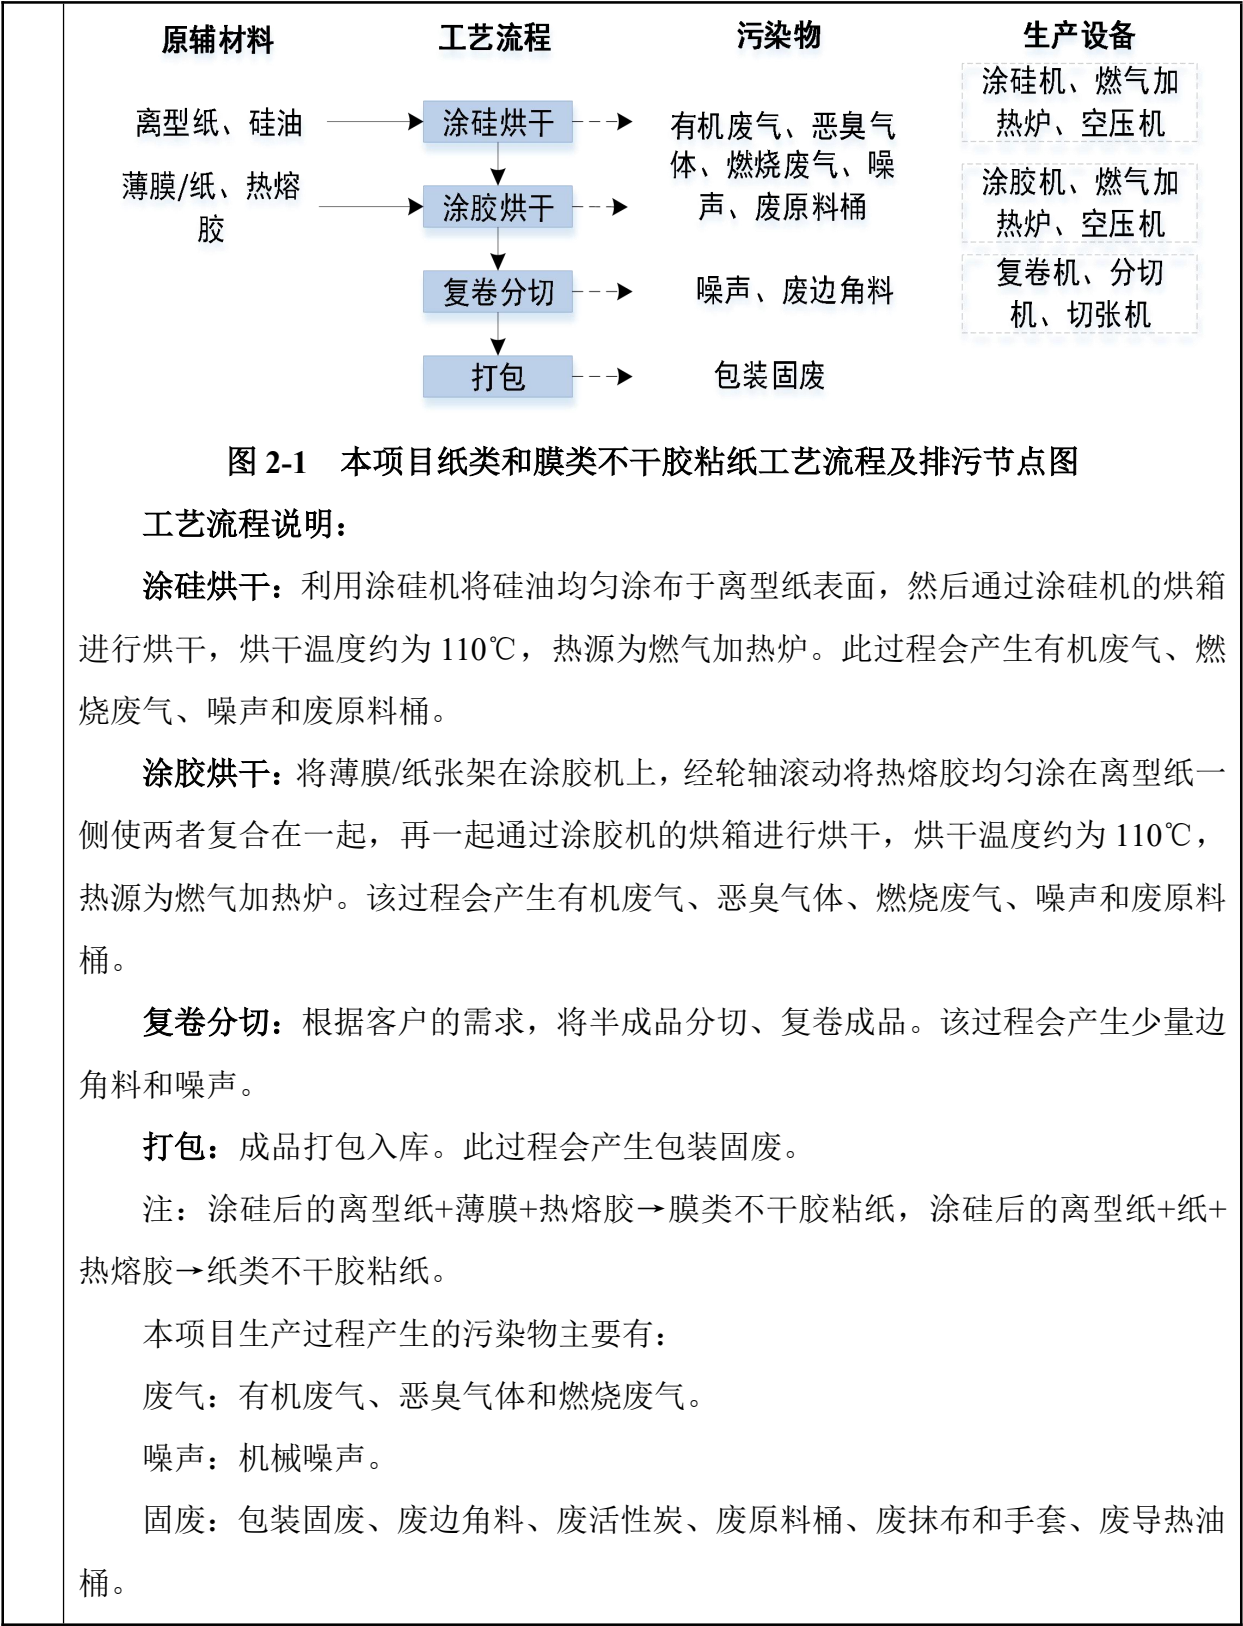 原辅材料 工艺流程 污染物 生产设备
离型纸、硅油 涂硅烘干 有机废气、恶臭气
体、燃烧废气、噪
声、废原料桶 涂硅机、燃气加
热炉、空压机
薄膜/纸、热熔
胶 涂胶烘干 涂胶机、燃气加
热炉、空压机
复卷分切 噪声、废边角料 复卷机、分切
机、切张机
打包 包装固废
图 2-1 本项目纸类和膜类不干胶粘纸工艺流程及排污节点图
工艺流程说明：
涂硅烘干：利用涂硅机将硅油均匀涂布于离型纸表面，然后通过涂硅机的烘箱
进行烘干，烘干温度约为 110℃，热源为燃气加热炉。此过程会产生有机废气、燃
烧废气、噪声和废原料桶。
涂胶烘干：将薄膜/纸张架在涂胶机上，经轮轴滚动将热熔胶均匀涂在离型纸一
侧使两者复合在一起，再一起通过涂胶机的烘箱进行烘干，烘干温度约为 110℃，
热源为燃气加热炉。该过程会产生有机废气、恶臭气体、燃烧废气、噪声和废原料
桶。
复卷分切：根据客户的需求，将半成品分切、复卷成品。该过程会产生少量边
角料和噪声。
打包：成品打包入库。此过程会产生包装固废。
注：涂硅后的离型纸+薄膜+热熔胶→膜类不干胶粘纸，涂硅后的离型纸+纸+
热熔胶→纸类不干胶粘纸。
本项目生产过程产生的污染物主要有：
废气：有机废气、恶臭气体和燃烧废气。
噪声：机械噪声。
固废：包装固废、废边角料、废活性炭、废原料桶、废抹布和手套、废导热油
桶。